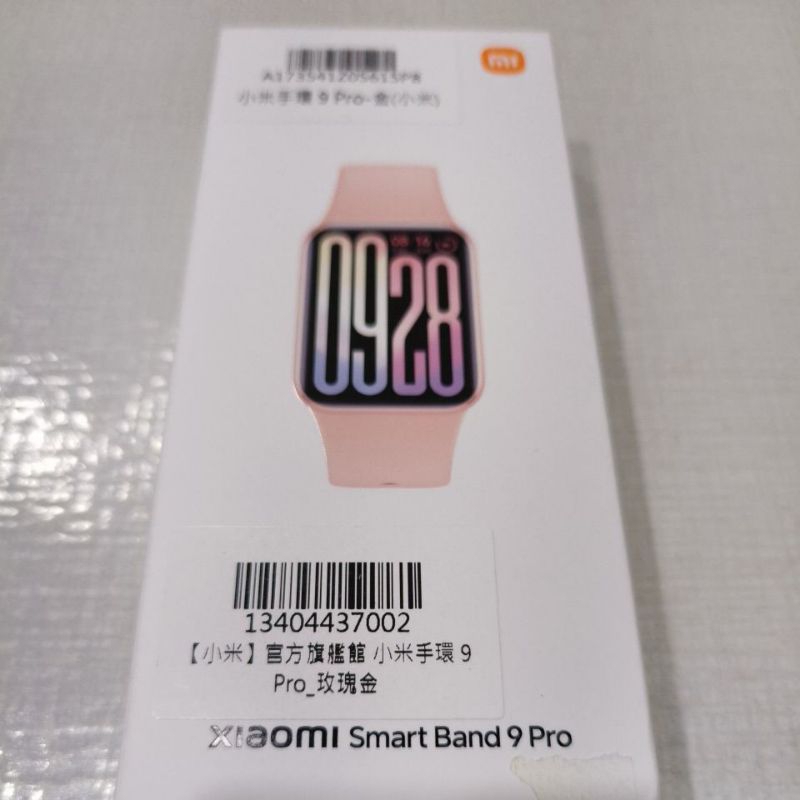 小米手環 9 Pro-金(小米)
mi
09 28
13404437002
【小米】官方旗艦館 小米手環 9
Pro_玫瑰金
xiaomi Smart Band 9 Pro